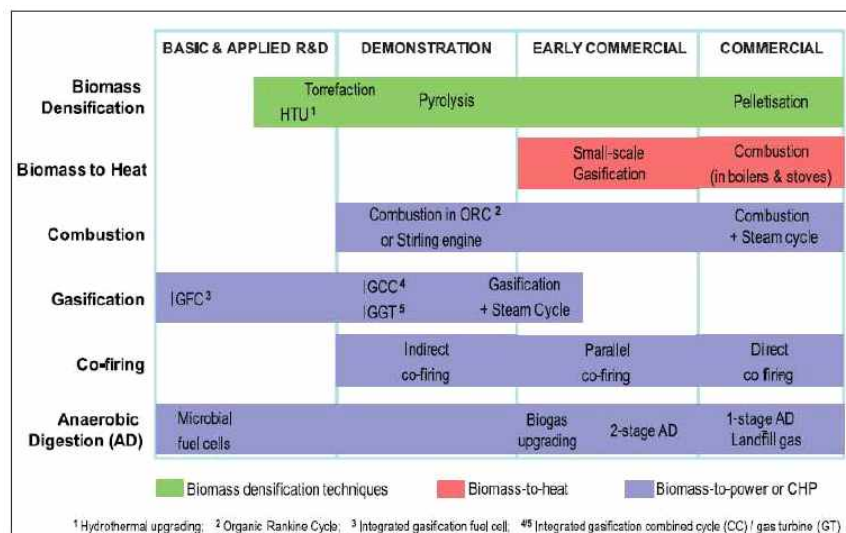 BASIC & APPLIED R&D DEMONSTRATION EARLY COMMERCIAL COMMERCIAL
Biomass
Densification
Torrefaction
HTU¹
Pyrolysis
Pelletisation
Biomass to Heat
Small-scale
Gasification
Combustion
(in boilers & stoves)
Combustion
Combustion in ORC ²
or Stirling engine
Combustion
+ Steam cycle
Gasification
IGFC³
IGCC⁴
IGGT⁵
Gasification
+ Steam Cycle
Co-firing
Indirect
co-firing
Parallel
co-firing
Direct
co firing
Anaerobic
Digestion (AD)
Microbial
fuel cells
Biogas
upgrading
2-stage AD
1-stage AD
Landfill gas
Biomass densification techniques Biomass-to-heat Biomass-to-power or CHP
¹ Hydrothermal upgrading; ² Organic Rankine Cycle; ³ Integrated gasification fuel cell; ⁴/⁵ Integrated gasification combined cycle (CC) / gas turbine (GT)